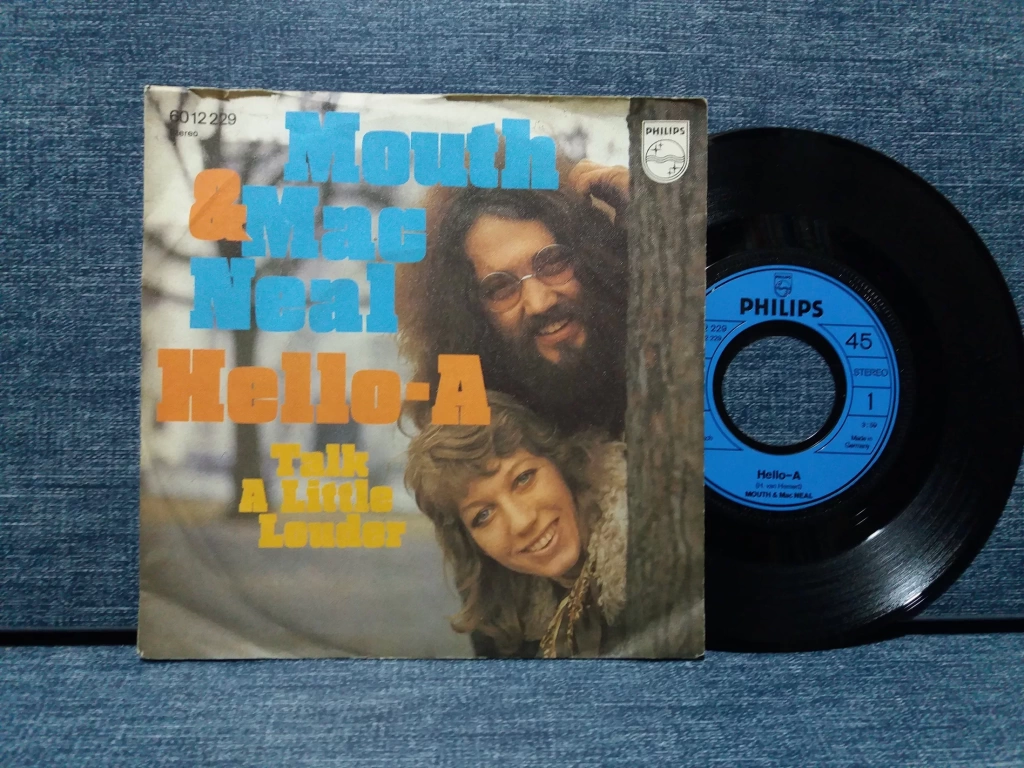 6012 229
stereo
Mouth
& Mac
Neal
Hello-A
Talk
A Little
Louder
PHILIPS
PHILIPS
45
STEREO
1
Made in
Germany
Hello-A
MOUTH & Mac NEAL